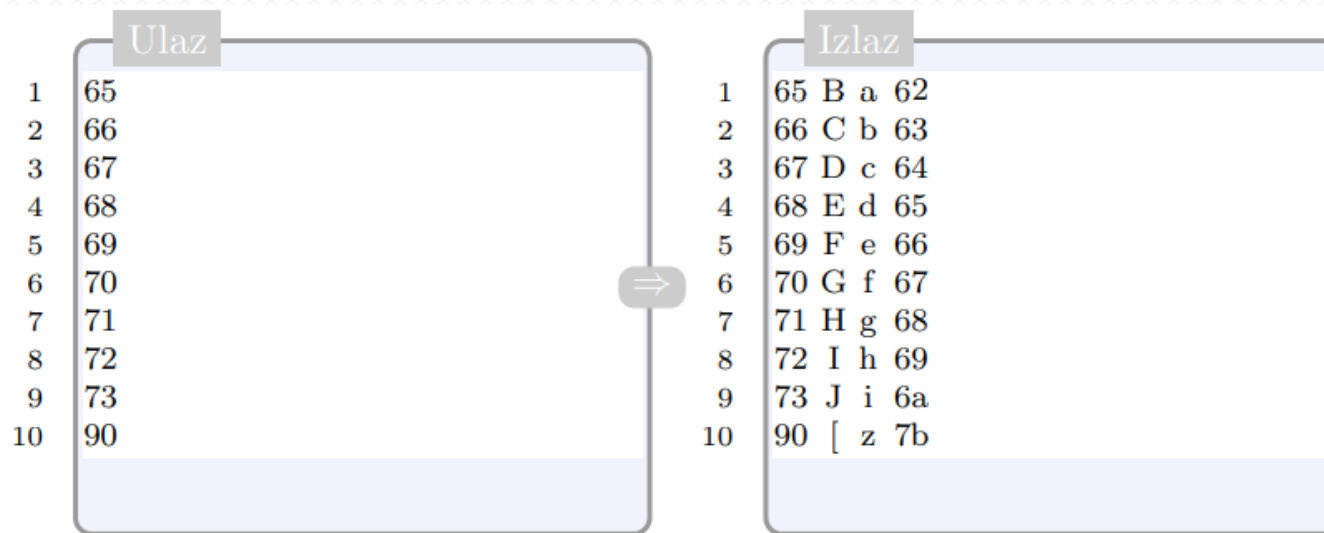 Ulaz
1 65
2 66
3 67
4 68
5 69
6 70
7 71
8 72
9 73
10 90
⇒
Izlaz
1 65 B a 62
2 66 C b 63
3 67 D c 64
4 68 E d 65
5 69 F e 66
6 70 G f 67
7 71 H g 68
8 72 I h 69
9 73 J i 6a
10 90 [ z 7b